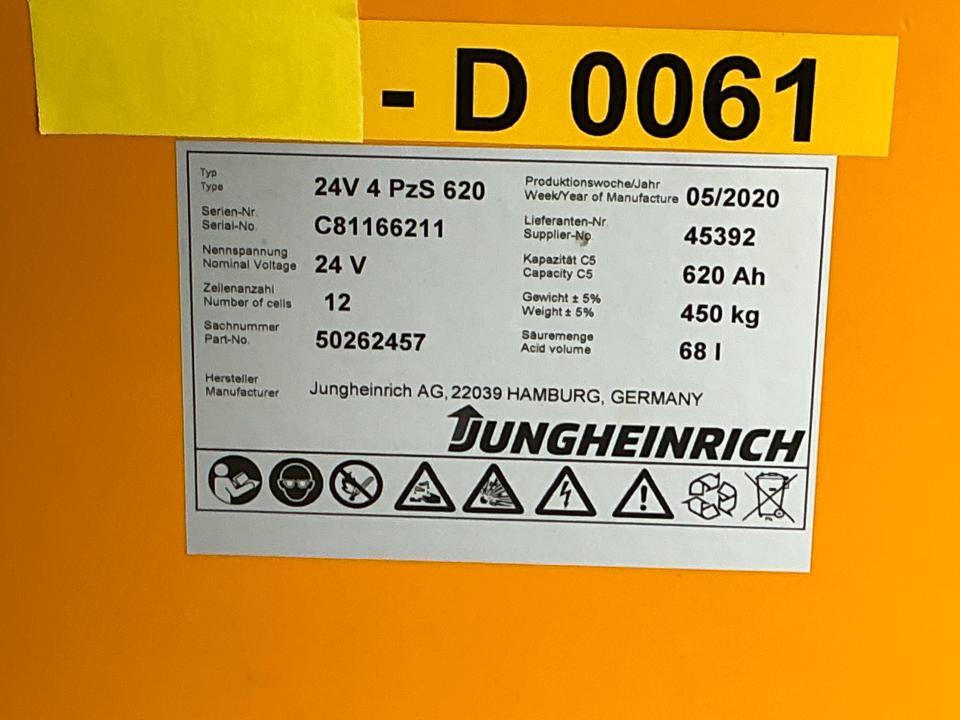 - D 0061
Typ
Type
24V 4 PzS 620
Serien-Nr.
Serial-No.
C81166211
Nennspannung
Nominal Voltage
24 V
Zellenanzahl
Number of cells
12
Sachnummer
Part-No.
50262457
Produktionswoche/Jahr
Week/Year of Manufacture
05/2020
Lieferanten-Nr.
Supplier-No.
45392
Kapazität C5
Capacity C5
620 Ah
Gewicht ± 5%
Weight ± 5%
450 kg
Säuremenge
Acid volume
68 l
Hersteller
Manufacturer
Jungheinrich AG, 22039 HAMBURG, GERMANY
JUNGHEINRICH